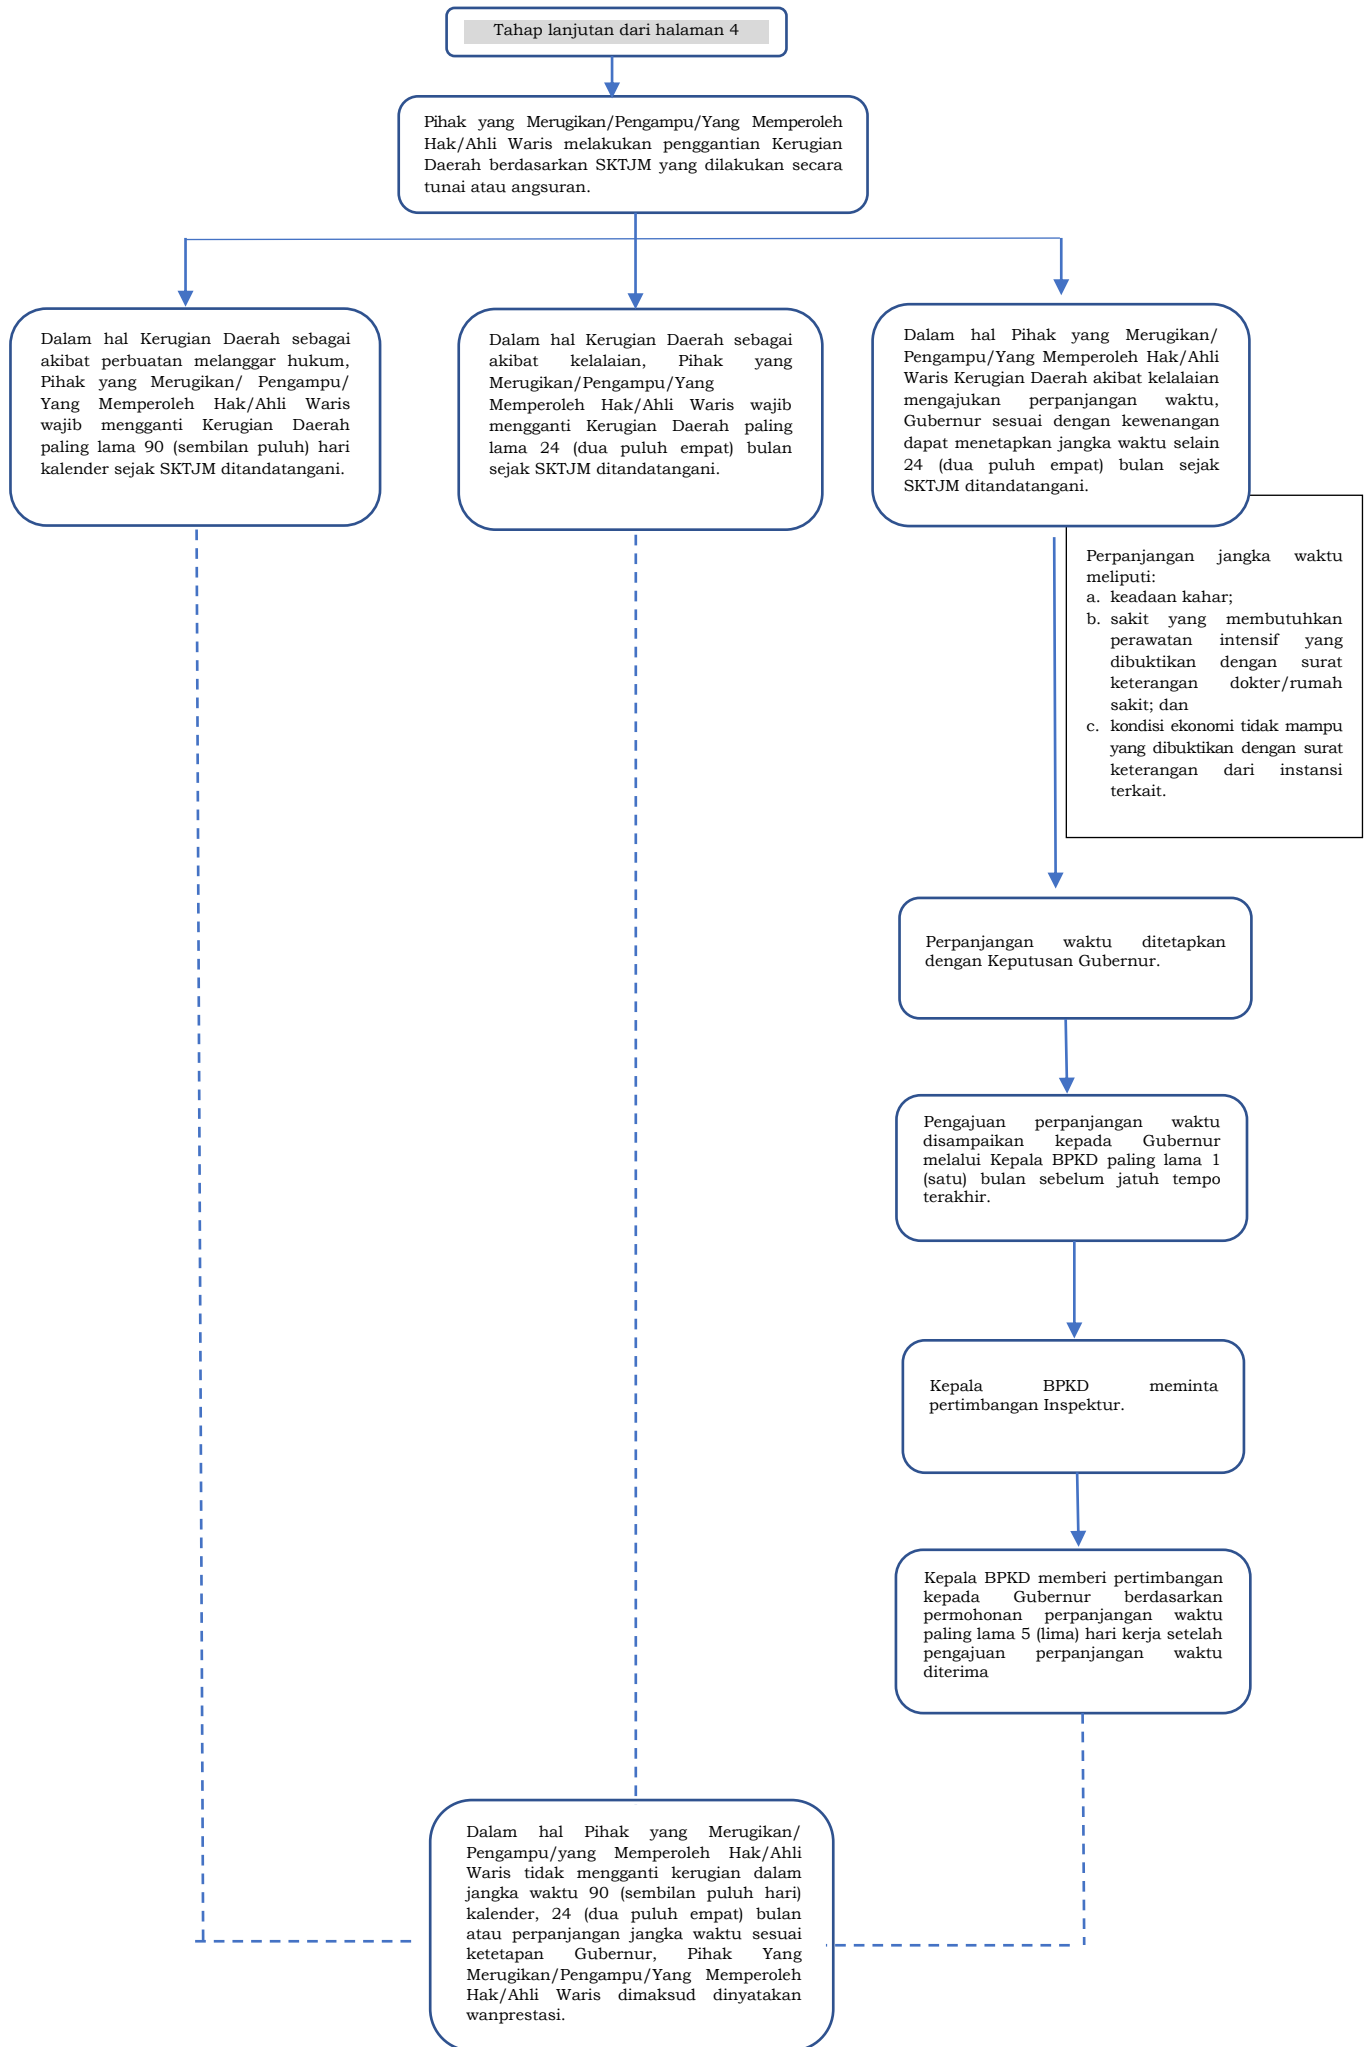 Tahap lanjutan dari halaman 4
Pihak yang Merugikan/Pengampu/Yang Memperoleh
Hak/Ahli Waris melakukan penggantian Kerugian
Daerah berdasarkan SKTJM yang dilakukan secara
tunai atau angsuran.
Dalam hal Kerugian Daerah sebagai
akibat perbuatan melanggar hukum,
Pihak yang Merugikan/ Pengampu/
Yang Memperoleh Hak/Ahli Waris
wajib mengganti Kerugian Daerah
paling lama 90 (sembilan puluh) hari
kalender sejak SKTJM ditandatangani.
Dalam hal Kerugian Daerah sebagai
akibat kelalaian, Pihak yang
Merugikan/Pengampu/Yang
Memperoleh Hak/Ahli Waris wajib
mengganti Kerugian Daerah paling
lama 24 (dua puluh empat) bulan
sejak SKTJM ditandatangani.
Dalam hal Pihak yang Merugikan/
Pengampu/Yang Memperoleh Hak/Ahli
Waris Kerugian Daerah akibat kelalaian
mengajukan perpanjangan waktu,
Gubernur sesuai dengan kewenangan
dapat menetapkan jangka waktu selain
24 (dua puluh empat) bulan sejak
SKTJM ditandatangani.
Perpanjangan jangka waktu
meliputi:
a. keadaan kahar;
b. sakit yang membutuhkan
perawatan intensif yang
dibuktikan dengan surat
keterangan dokter/rumah
sakit; dan
c. kondisi ekonomi tidak mampu
yang dibuktikan dengan surat
keterangan dari instansi
terkait.
Perpanjangan waktu ditetapkan
dengan Keputusan Gubernur.
Pengajuan perpanjangan waktu
disampaikan kepada Gubernur
melalui Kepala BPKD paling lama 1
(satu) bulan sebelum jatuh tempo
terakhir.
Kepala BPKD meminta
pertimbangan Inspektur.
Kepala BPKD memberi pertimbangan
kepada Gubernur berdasarkan
permohonan perpanjangan waktu
paling lama 5 (lima) hari kerja setelah
pengajuan perpanjangan waktu
diterima
Dalam hal Pihak yang Merugikan/
Pengampu/yang Memperoleh Hak/Ahli
Waris tidak mengganti kerugian dalam
jangka waktu 90 (sembilan puluh hari)
kalender, 24 (dua puluh empat) bulan
atau perpanjangan jangka waktu sesuai
ketetapan Gubernur, Pihak Yang
Merugikan/Pengampu/Yang Memperoleh
Hak/Ahli Waris dimaksud dinyatakan
wanprestasi.